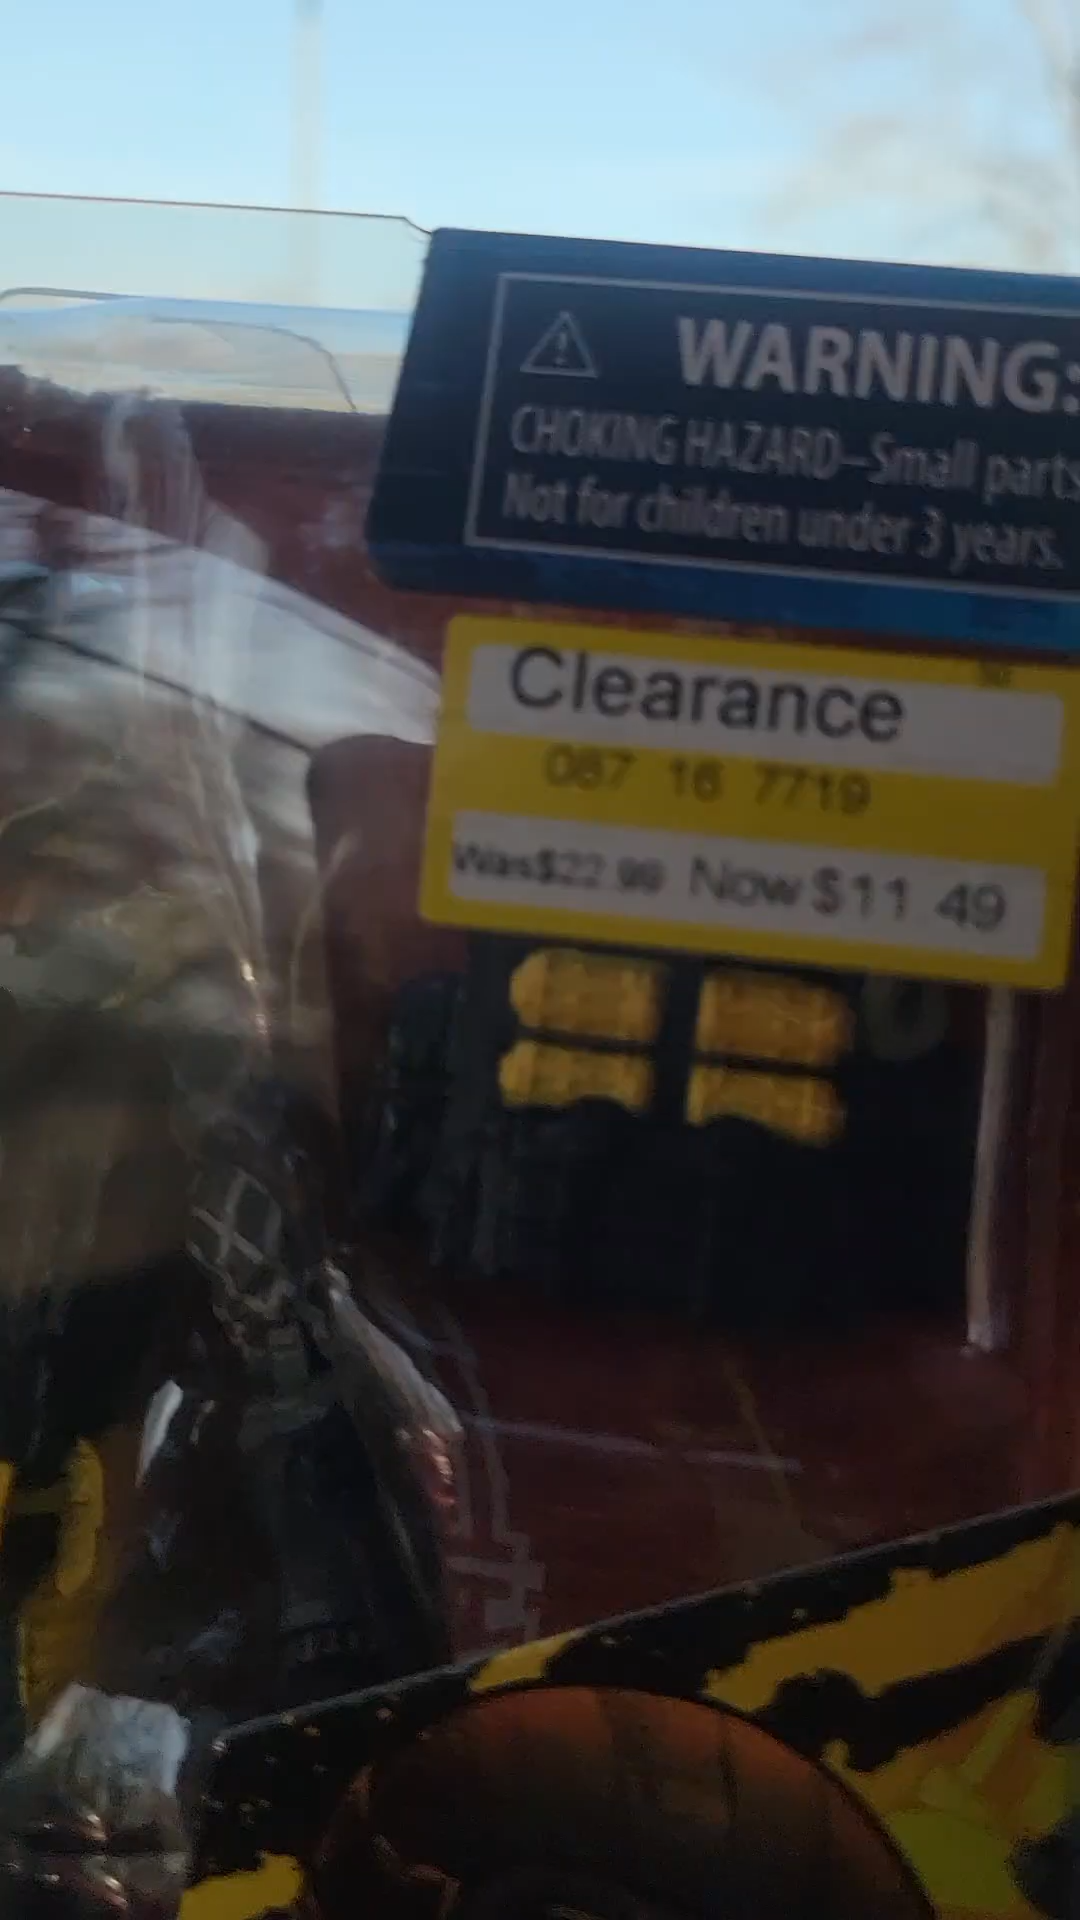 WARNING:
CHOKING HAZARD–Small parts
Not for children under 3 years.
Clearance
087 16 7719
Was $22.99 Now $11.49